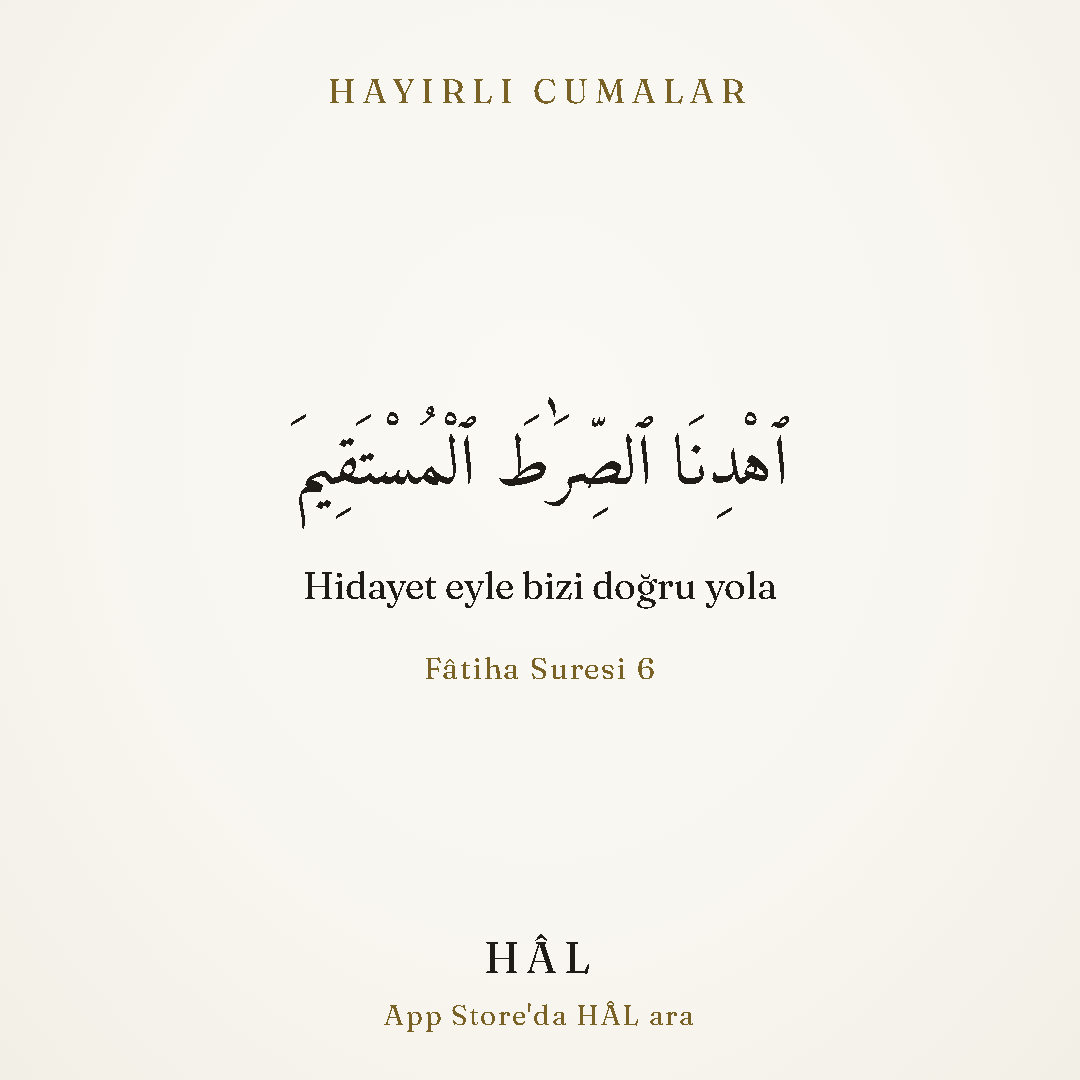 HAYIRLI CUMALAR
ٱهْدِنَا ٱلصِّرَٰطَ ٱلْمُسْتَقِيمَ
Hidayet eyle bizi doğru yola
Fâtiha Suresi 6
HÂL
App Store'da HÂL ara